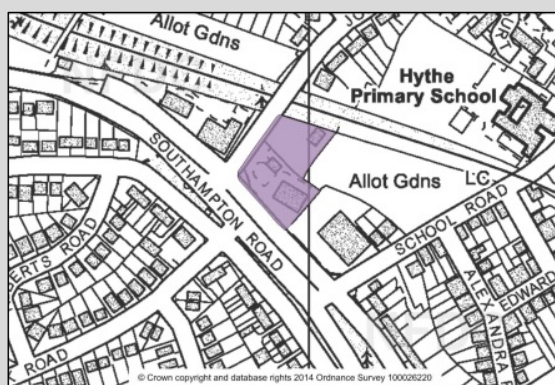 Allot Gdns
Hythe
Primary School
SOUTHAMPTON ROAD
Allot Gdns
LC
SCHOOL ROAD
ROAD
ROAD
EDWARD
© Crown copyright and database rights 2014 Ordnance Survey 100026220